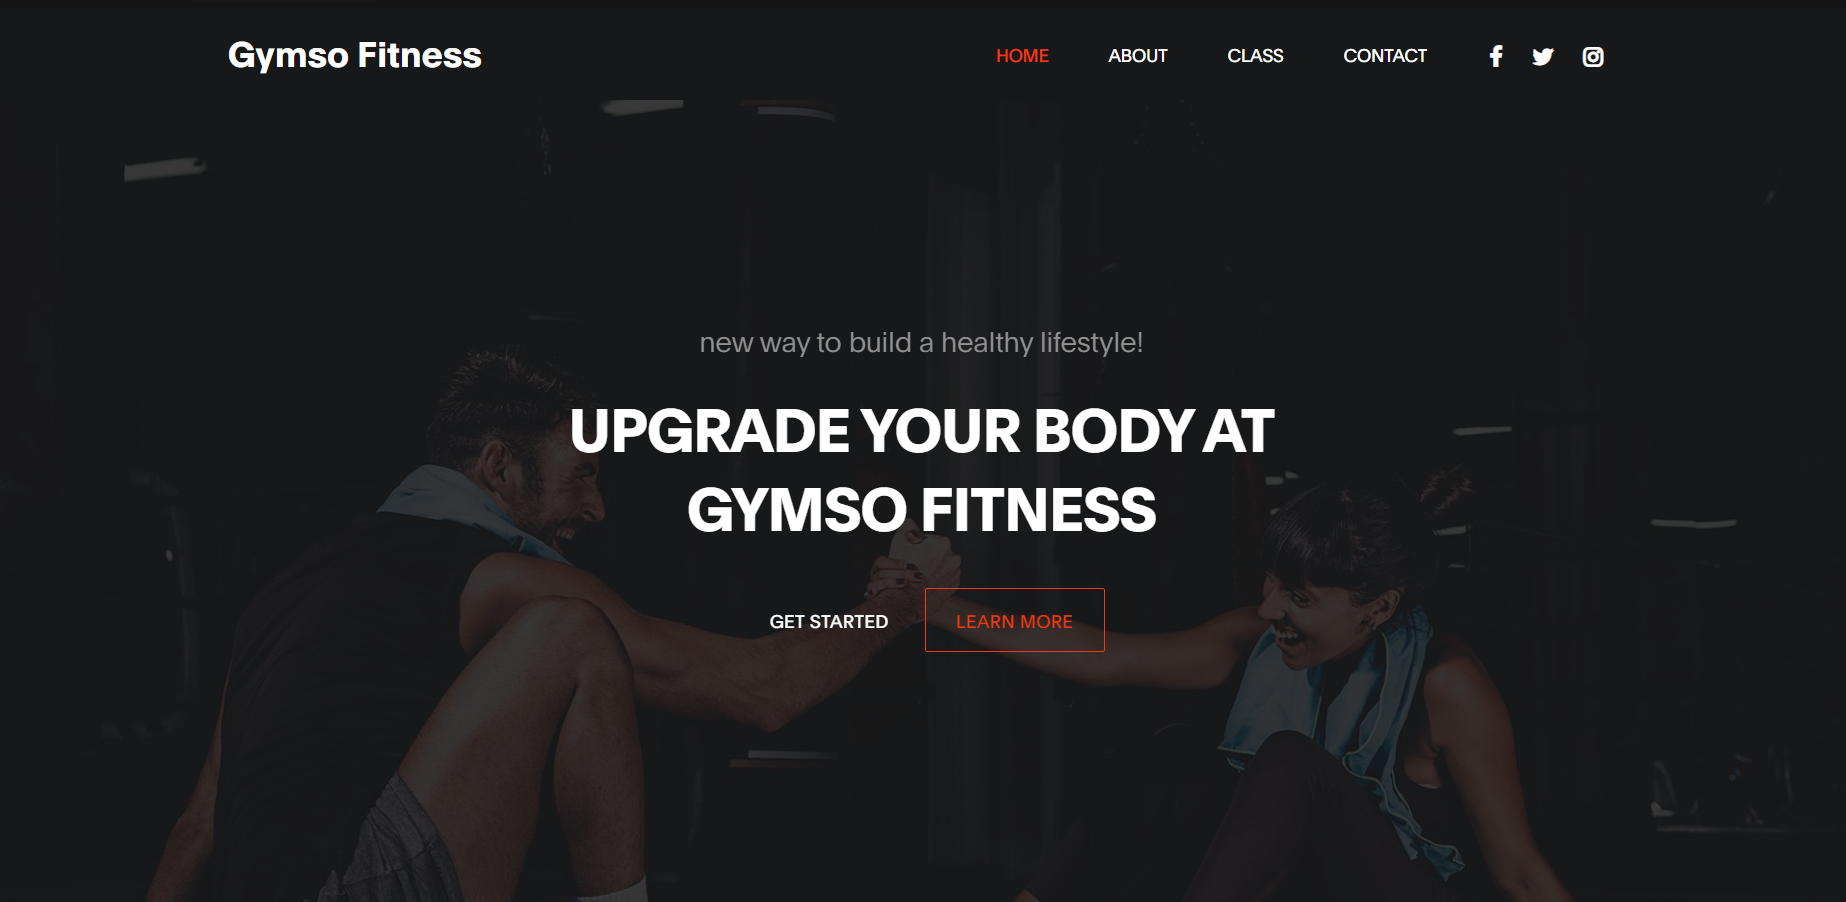 Gymso Fitness
HOME ABOUT CLASS CONTACT
new way to build a healthy lifestyle!
UPGRADE YOUR BODY AT
GYMSO FITNESS
GET STARTED LEARN MORE